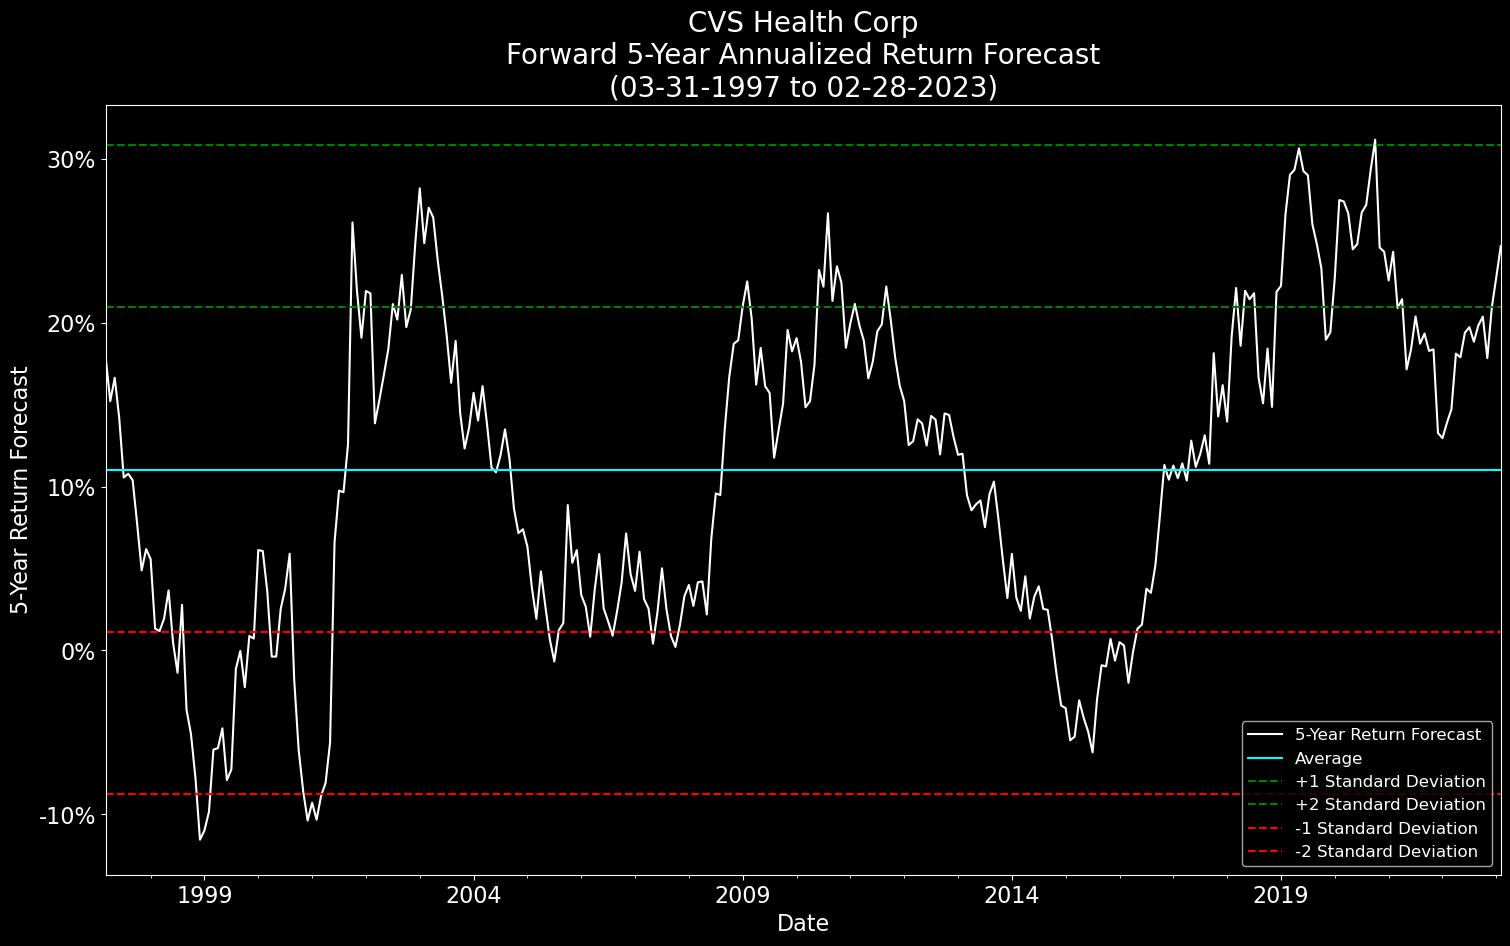 CVS Health Corp
Forward 5-Year Annualized Return Forecast
(03-31-1997 to 02-28-2023)
30%
20%
10%
0%
-10%
5-Year Return Forecast
5-Year Return Forecast
Average
+1 Standard Deviation
+2 Standard Deviation
-1 Standard Deviation
-2 Standard Deviation
1999 2004 2009 2014 2019
Date